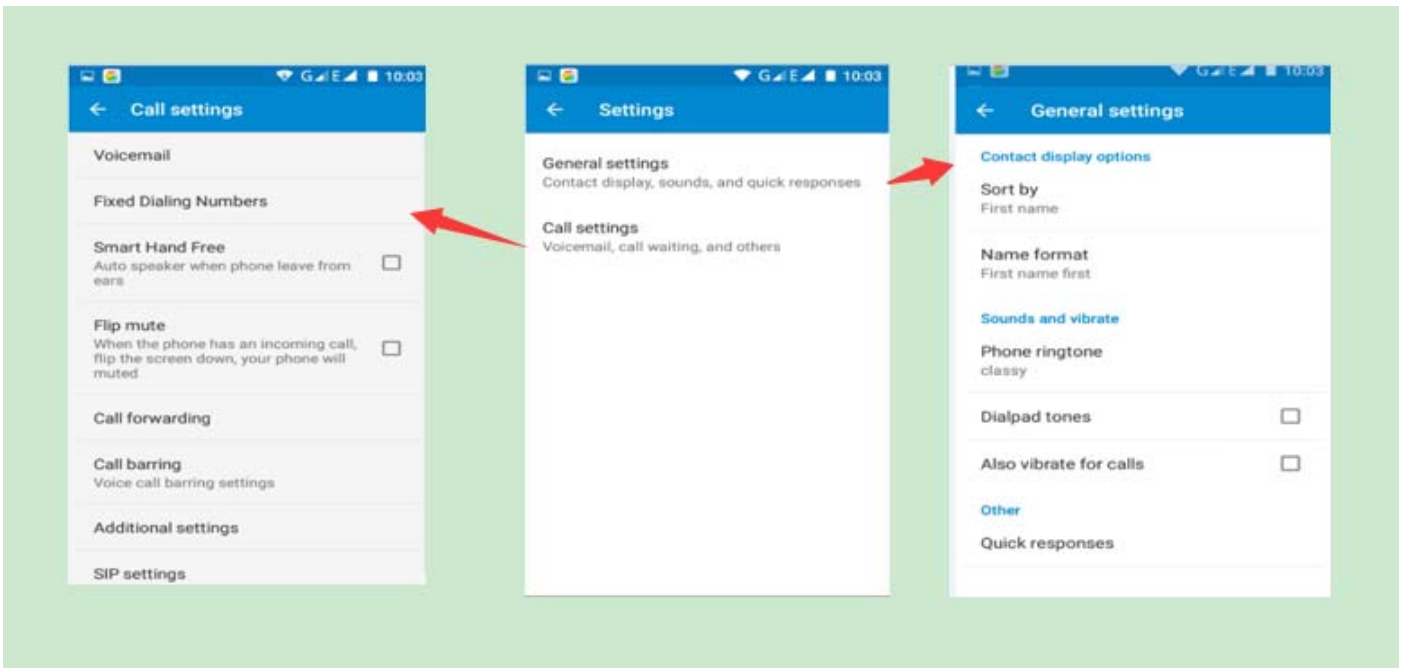 G E 10:03
Call settings
Voicemail
Fixed Dialing Numbers
Smart Hand Free
Auto speaker when phone leave from
ears
Flip mute
When the phone has an incoming call,
flip the screen down, your phone will
muted
Call forwarding
Call barring
Voice call barring settings
Additional settings
SIP settings
G E 10:03
Settings
General settings
Contact display, sounds, and quick responses
Call settings
Voicemail, call waiting, and others
G E 10:03
General settings
Contact display options
Sort by
First name
Name format
First name first
Sounds and vibrate
Phone ringtone
classy
Dialpad tones
Also vibrate for calls
Other
Quick responses